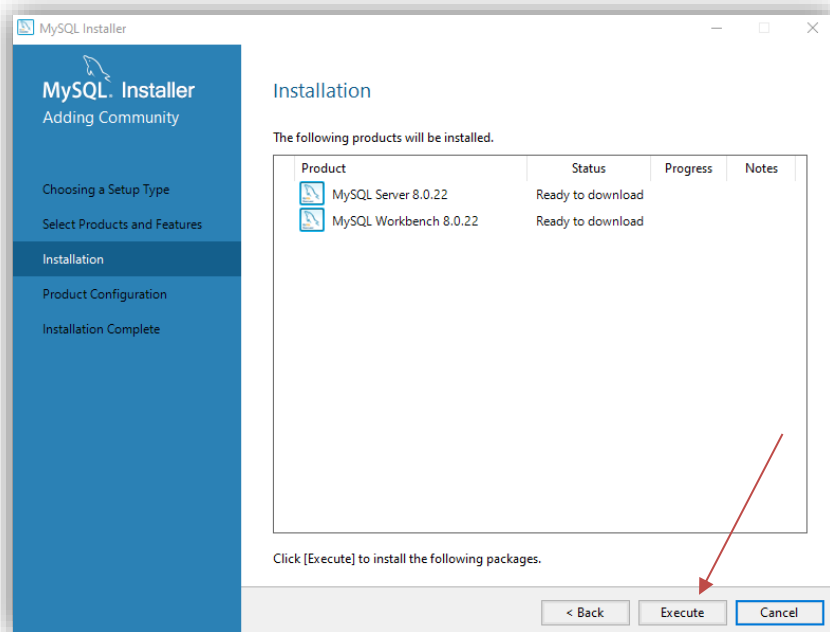 MySQL Installer
MySQL. Installer
Adding Community
Choosing a Setup Type
Select Products and Features
Installation
Product Configuration
Installation Complete
Installation
The following products will be installed.
Product Status Progress Notes
MySQL Server 8.0.22 Ready to download
MySQL Workbench 8.0.22 Ready to download
Click [Execute] to install the following packages.
< Back Execute Cancel